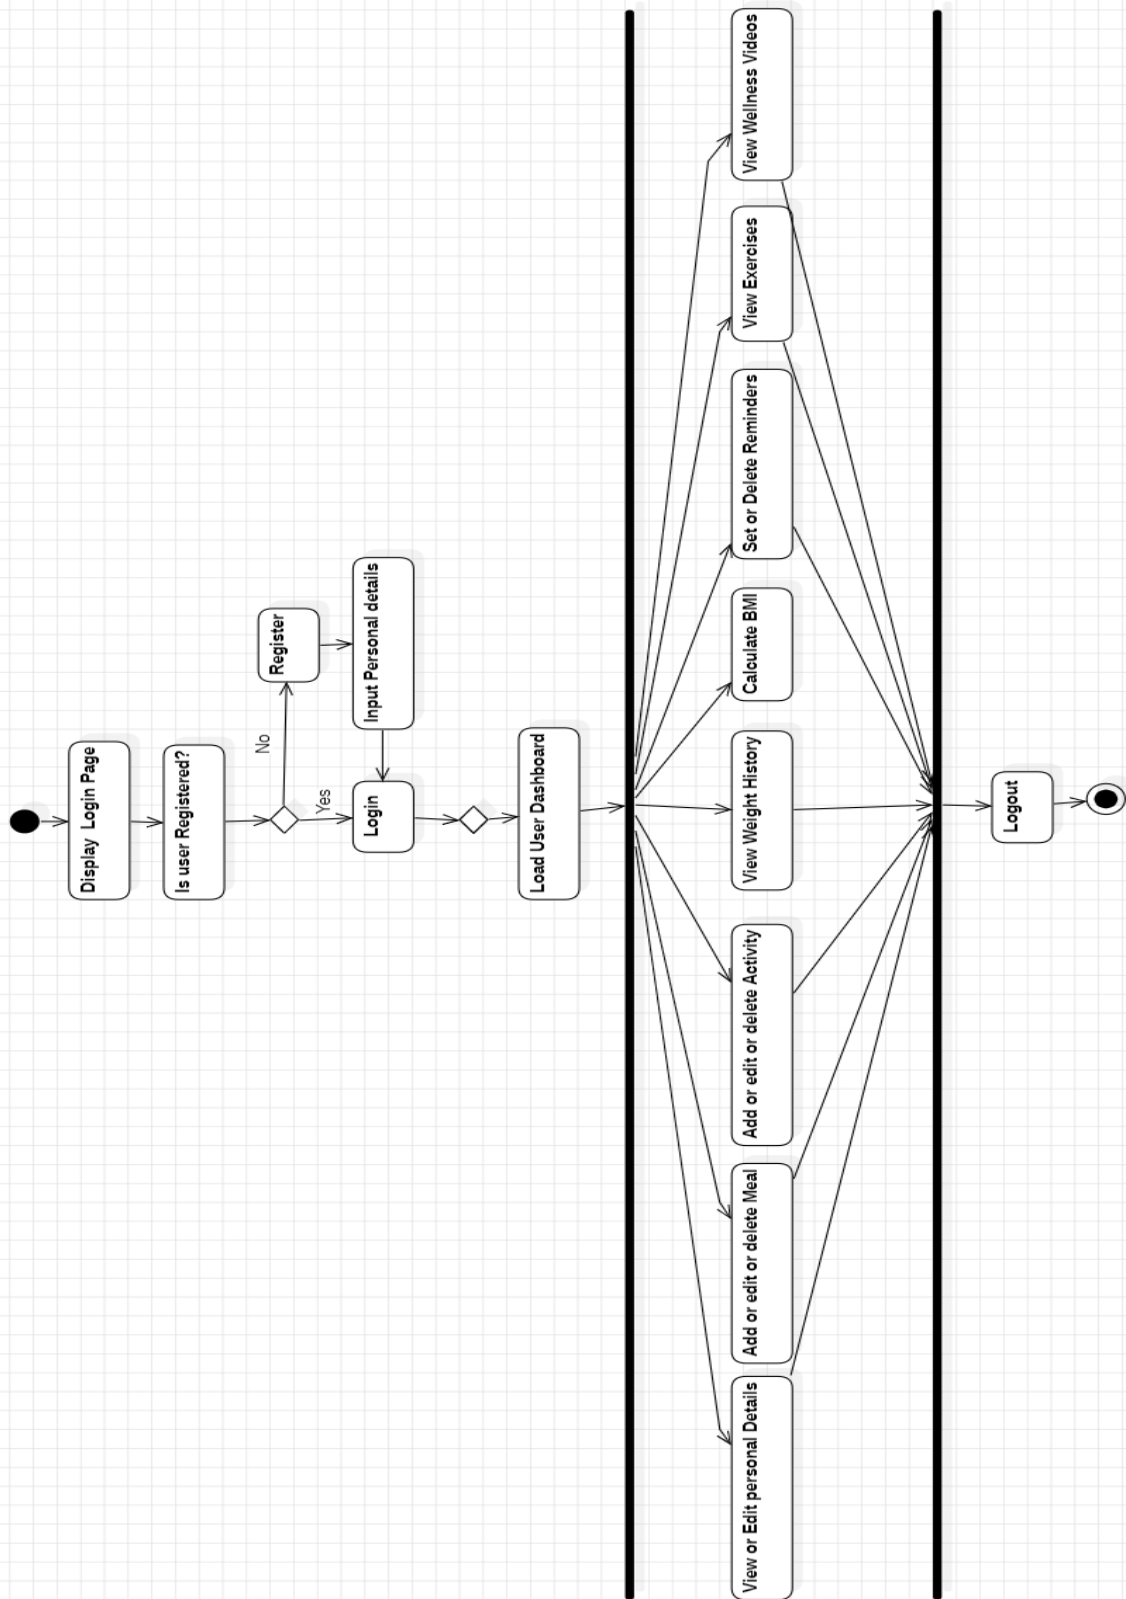 Display Login Page
Is user Registered?
No
Yes
Register
Input Personal details
Login
Load User Dashboard
View or Edit personal Details
Add or edit or delete Meal
Add or edit or delete Activity
View Weight History
Calculate BMI
Set or Delete Reminders
View Exercises
View Wellness Videos
Logout